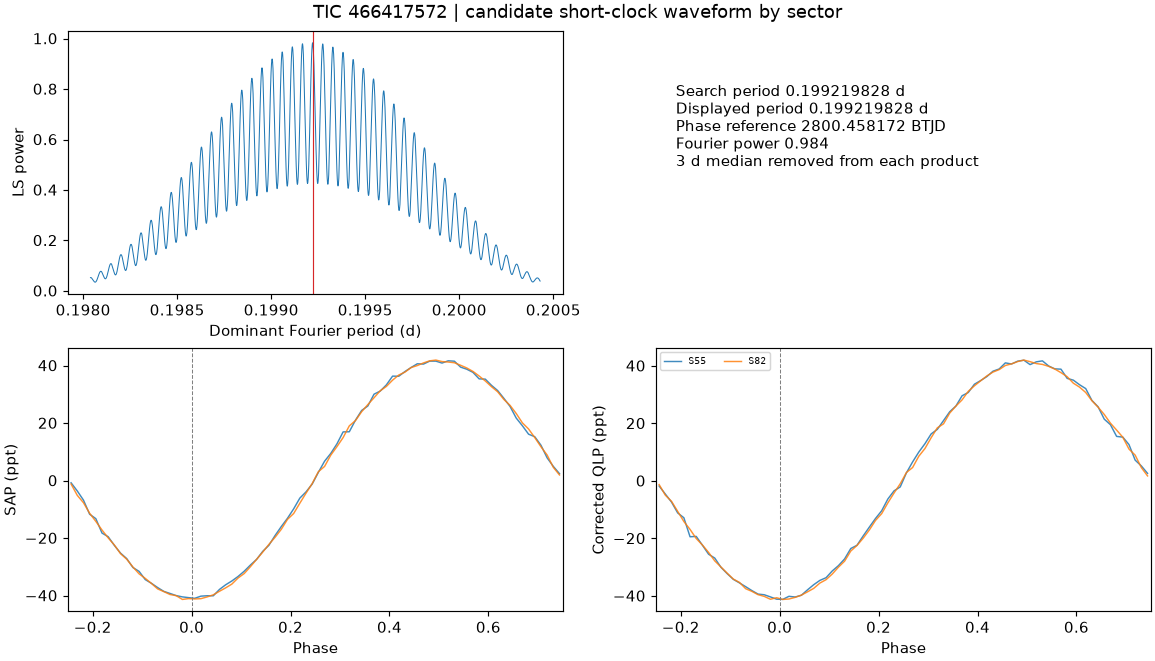 TIC 466417572 | candidate short-clock waveform by sector
LS power
1.0
0.8
0.6
0.4
0.2
0.0
0.1980
0.1985
0.1990
0.1995
0.2000
0.2005
Dominant Fourier period (d)
Search period 0.199219828 d
Displayed period 0.199219828 d
Phase reference 2800.458172 BTJD
Fourier power 0.984
3 d median removed from each product
SAP (ppt)
40
20
0
−20
−40
−0.2
0.0
0.2
0.4
0.6
Phase
Corrected QLP (ppt)
S55
S82
40
20
0
−20
−40
−0.2
0.0
0.2
0.4
0.6
Phase